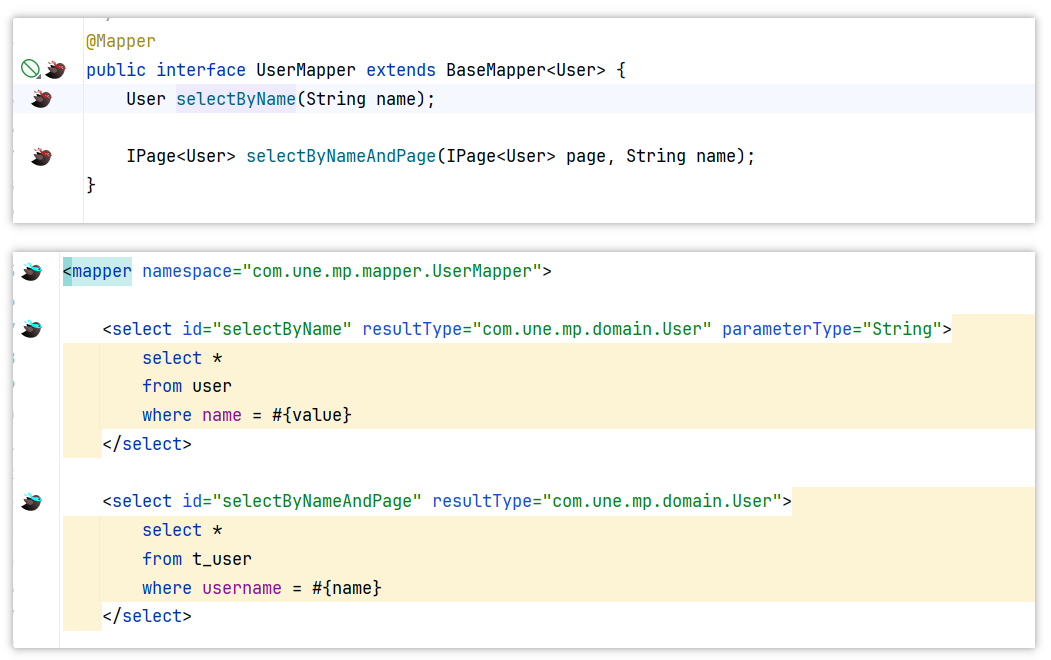 @Mapper
public interface UserMapper extends BaseMapper<User> {
    User selectByName(String name);

    IPage<User> selectByNameAndPage(IPage<User> page, String name);
}
<mapper namespace="com.une.mp.mapper.UserMapper">

    <select id="selectByName" resultType="com.une.mp.domain.User" parameterType="String">
        select *
        from user
        where name = #{value}
    </select>

    <select id="selectByNameAndPage" resultType="com.une.mp.domain.User">
        select *
        from t_user
        where username = #{name}
    </select>